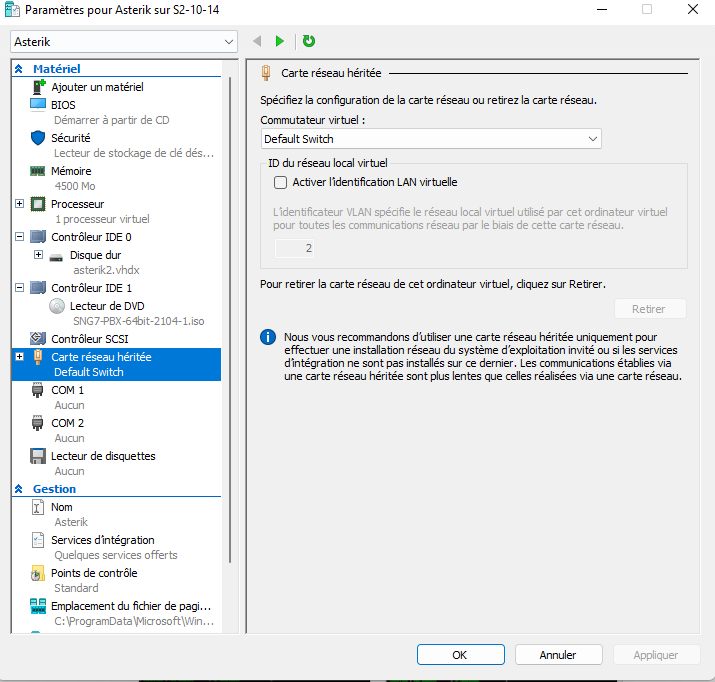 Paramètres pour Asterik sur S2-10-14
Asterik
Matériel
Ajouter un matériel
BIOS
Démarrer à partir de CD
Sécurité
Lecteur de stockage de clé dés...
Mémoire
4500 Mo
Processeur
1 processeur virtuel
Contrôleur IDE 0
Disque dur
asterik2.vhdx
Contrôleur IDE 1
Lecteur de DVD
SNG7-PBX-64bit-2104-1.iso
Contrôleur SCSI
Carte réseau héritée
Default Switch
COM 1
Aucun
COM 2
Aucun
Lecteur de disquettes
Aucun
Gestion
Nom
Asterik
Services d'intégration
Quelques services offerts
Points de contrôle
Standard
Emplacement du fichier de pagi...
C:\ProgramData\Microsoft\Win...
Carte réseau héritée
Spécifiez la configuration de la carte réseau ou retirez la carte réseau.
Commutateur virtuel :
Default Switch
ID du réseau local virtuel
Activer l'identification LAN virtuelle
L'identificateur VLAN spécifie le réseau local virtuel utilisé par cet ordinateur virtuel
pour toutes les communications réseau par le biais de cette carte réseau.
2
Pour retirer la carte réseau de cet ordinateur virtuel, cliquez sur Retirer.
Retirer
Nous vous recommandons d'utiliser une carte réseau héritée uniquement pour
effectuer une installation réseau du système d'exploitation invité ou si les services
d'intégration ne sont pas installés sur ce dernier. Les communications établies via
une carte réseau héritée sont plus lentes que celles réalisées via une carte réseau.
OK
Annuler
Appliquer